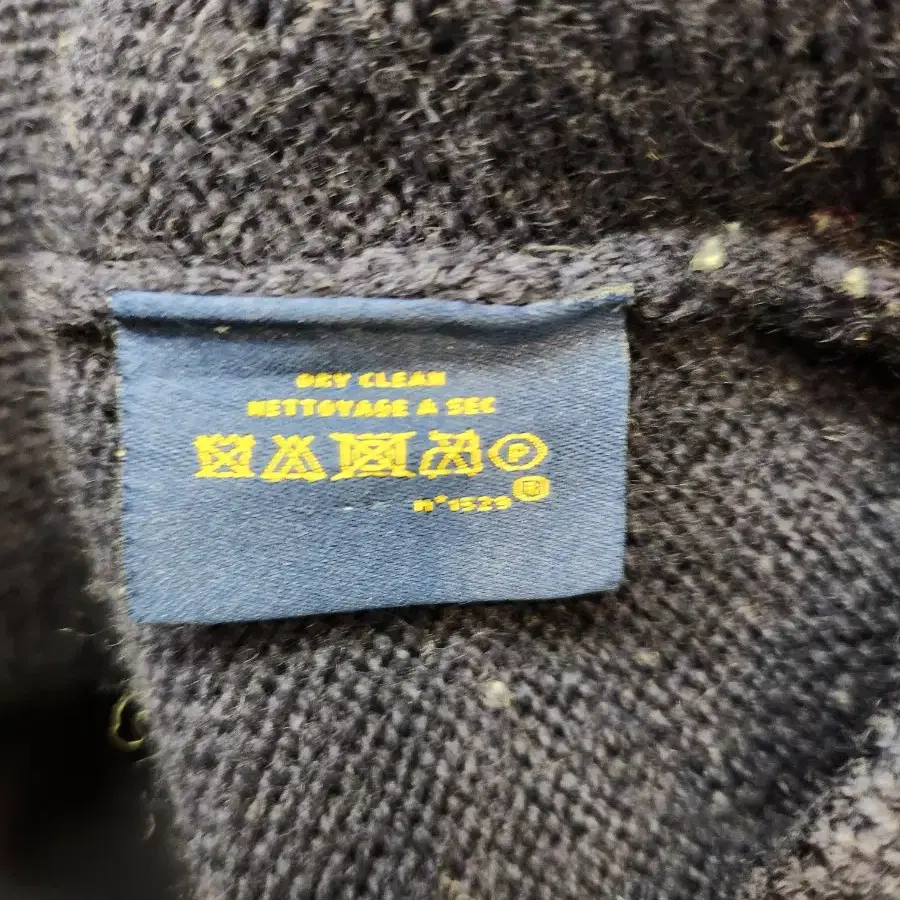 DRY CLEAN
NETTOYAGE A SEC
P
N°1529